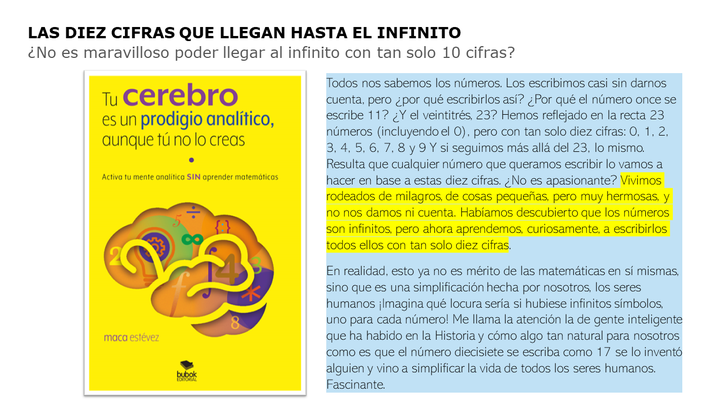 LAS DIEZ CIFRAS QUE LLEGAN HASTA EL INFINITO
¿No es maravilloso poder llegar al infinito con tan solo 10 cifras?
Tu cerebro
es un prodigio analítico,
aunque tú no lo creas
Activa tu mente analítica SIN aprender matemáticas
5 ÷ {·}
2 ∞
∫ 4 3
f *
8
maca estévez
bubok
EDITORIAL
Todos nos sabemos los números. Los escribimos casi sin darnos
cuenta, pero ¿por qué escribirlos así? ¿Por qué el número once se
escribe 11? ¿Y el veintitrés, 23? Hemos reflejado en la recta 23
números (incluyendo el 0), pero con tan solo diez cifras: 0, 1, 2,
3, 4, 5, 6, 7, 8 y 9 Y si seguimos más allá del 23, lo mismo.
Resulta que cualquier número que queramos escribir lo vamos a
hacer en base a estas diez cifras. ¿No es apasionante? Vivimos
rodeados de milagros, de cosas pequeñas, pero muy hermosas, y
no nos damos ni cuenta. Habíamos descubierto que los números
son infinitos, pero ahora aprendemos, curiosamente, a escribirlos
todos ellos con tan solo diez cifras.
En realidad, esto ya no es mérito de las matemáticas en sí mismas,
sino que es una simplificación hecha por nosotros, los seres
humanos ¡Imagina qué locura sería si hubiese infinitos símbolos,
uno para cada número! Me llama la atención la de gente inteligente
que ha habido en la Historia y cómo algo tan natural para nosotros
como es que el número diecisiete se escriba como 17 se lo inventó
alguien y vino a simplificar la vida de todos los seres humanos.
Fascinante.